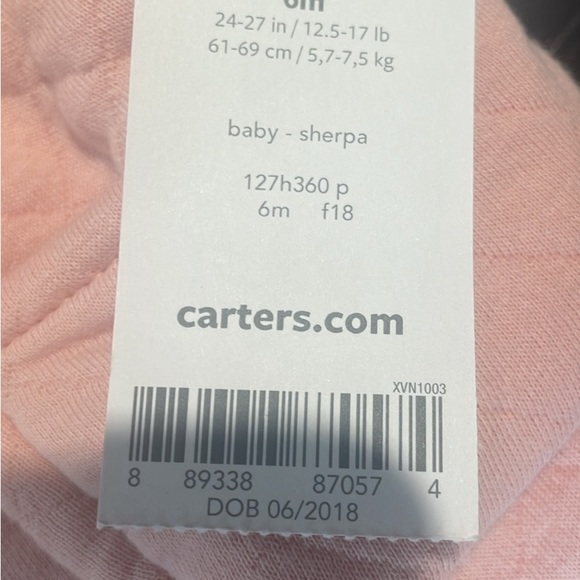 6m
24-27 in / 12.5-17 lb
61-69 cm / 5,7-7,5 kg
baby - sherpa
127h360 p
6m f18
carters.com
XVN1003
8 89338 87057 4
DOB 06/2018